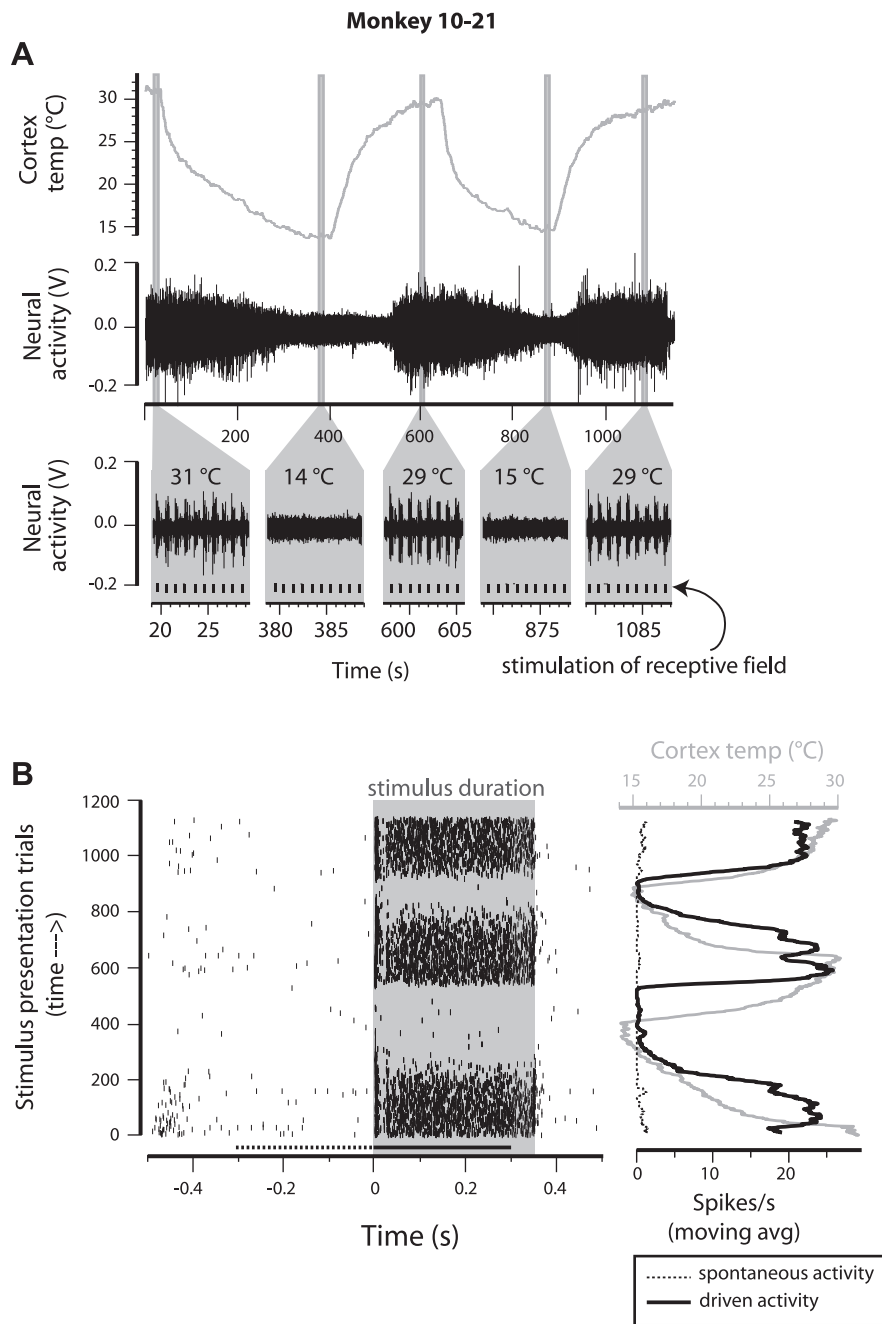 Monkey 10-21
A
Cortex
temp (°C)
30
25
20
15
Neural
activity (V)
0.2
0.0
-0.2
200
400
600
800
1000
Neural
activity (V)
0.2
0.0
-0.2
31 °C
14 °C
29 °C
15 °C
29 °C
20
25
380
385
600
605
875
1085
Time (s)
stimulation of receptive field
B
stimulus duration
Stimulus presentation trials
(time --->)
1200
1000
800
600
400
200
0
-0.4
-0.2
0
0.2
0.4
Time (s)
Cortex temp (°C)
15
20
25
30
0
10
20
Spikes/s
(moving avg)
spontaneous activity
driven activity